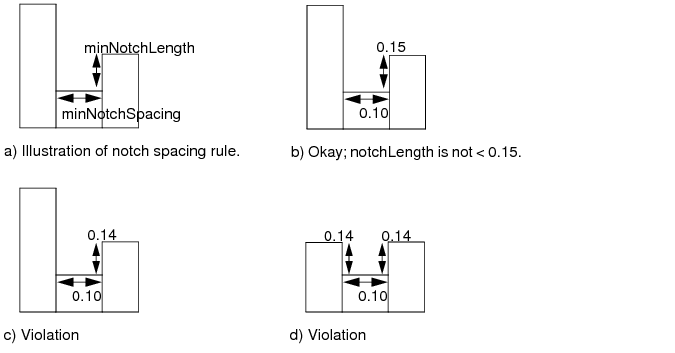 minNotchLength
minNotchSpacing
a) Illustration of notch spacing rule.
0.15
0.10
b) Okay; notchLength is not < 0.15.
0.14
0.10
c) Violation
0.14 0.14
0.10
d) Violation